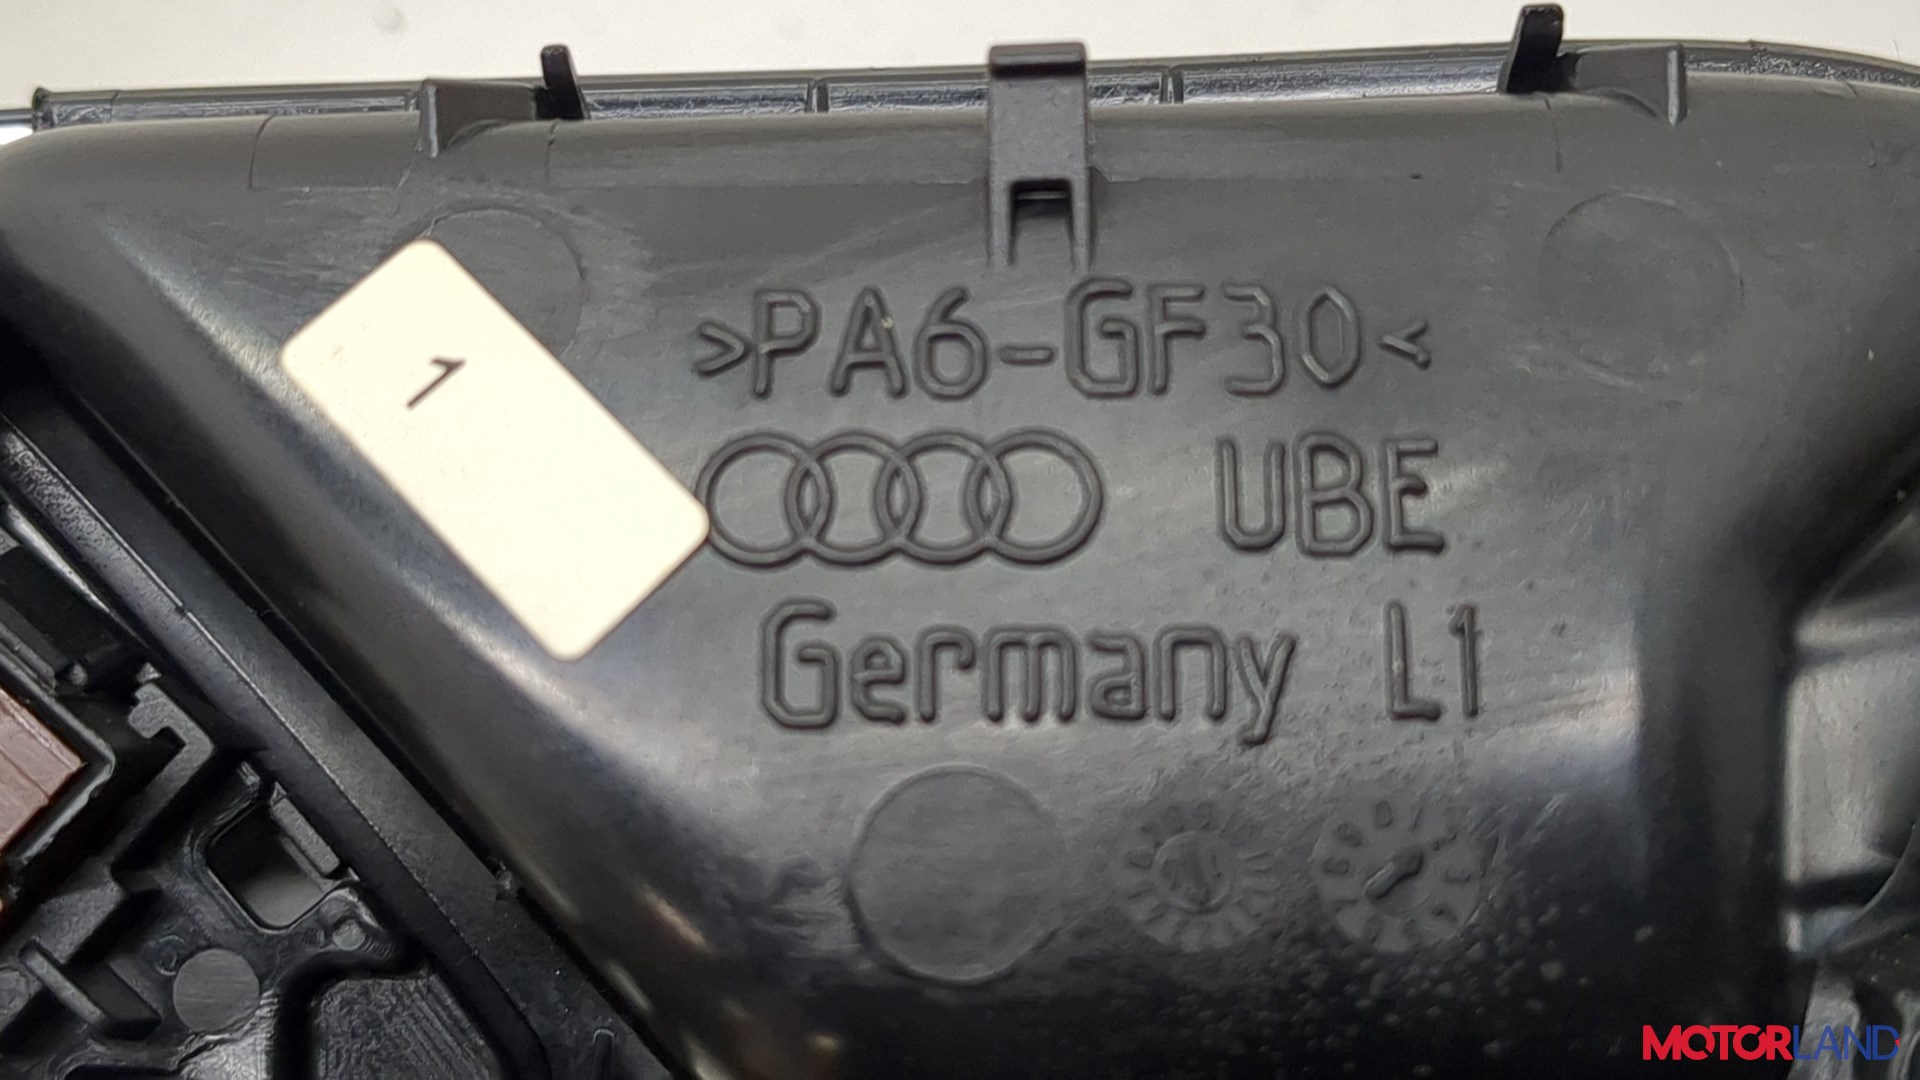 >PA6-GF30<
1
UBE
Germany L1
MOTORLAND